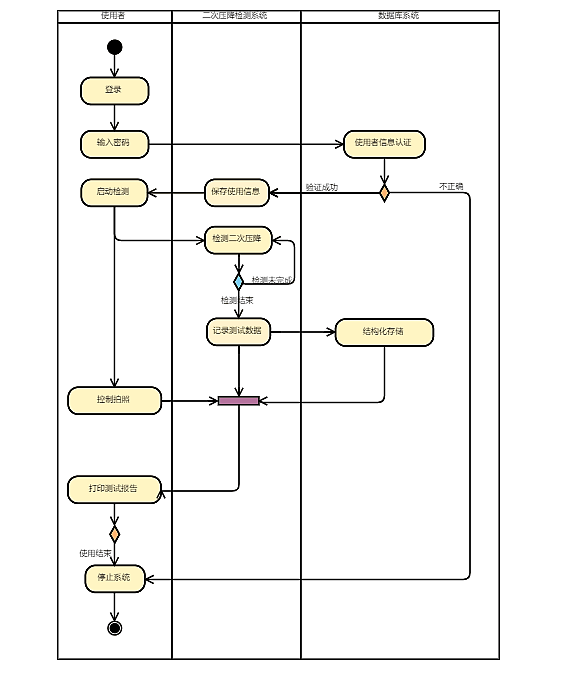 使用者
二次压降检测系统
数据库系统
登录
输入密码
使用者信息认证
启动检测
保存使用信息
验证成功
不正确
检测二次压降
检测未完成
检测结束
记录测试数据
结构化存储
控制拍照
打印测试报告
使用结束
停止系统